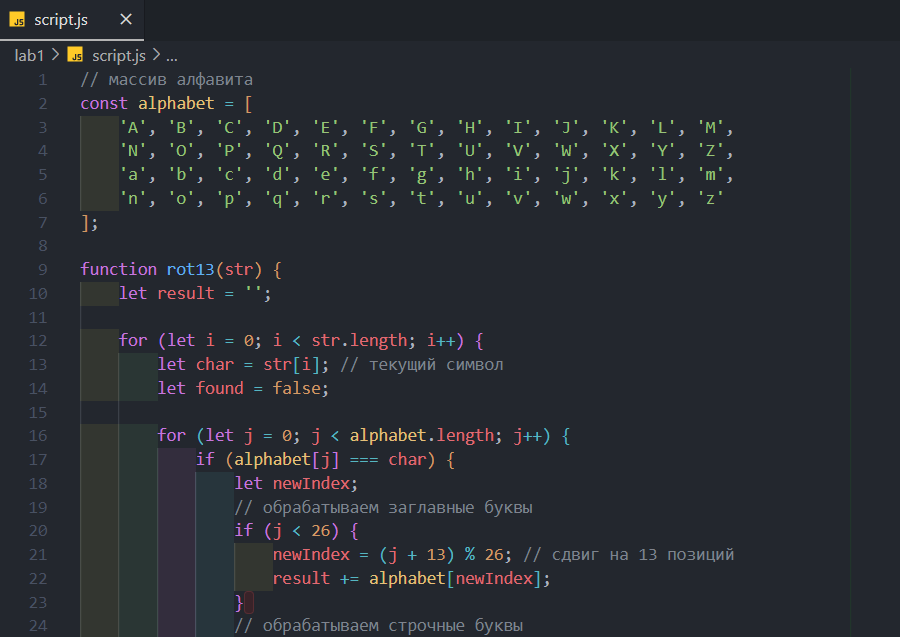 JS script.js ×
lab1 > JS script.js > ...
1 // массив алфавита
2 const alphabet = [
3 'A', 'B', 'C', 'D', 'E', 'F', 'G', 'H', 'I', 'J', 'K', 'L', 'M',
4 'N', 'O', 'P', 'Q', 'R', 'S', 'T', 'U', 'V', 'W', 'X', 'Y', 'Z',
5 'a', 'b', 'c', 'd', 'e', 'f', 'g', 'h', 'i', 'j', 'k', 'l', 'm',
6 'n', 'o', 'p', 'q', 'r', 's', 't', 'u', 'v', 'w', 'x', 'y', 'z'
7 ];
8
9 function rot13(str) {
10 let result = '';
11
12 for (let i = 0; i < str.length; i++) {
13 let char = str[i]; // текущий символ
14 let found = false;
15
16 for (let j = 0; j < alphabet.length; j++) {
17 if (alphabet[j] === char) {
18 let newIndex;
19 // обрабатываем заглавные буквы
20 if (j < 26) {
21 newIndex = (j + 13) % 26; // сдвиг на 13 позиций
22 result += alphabet[newIndex];
23 }
24 // обрабатываем строчные буквы